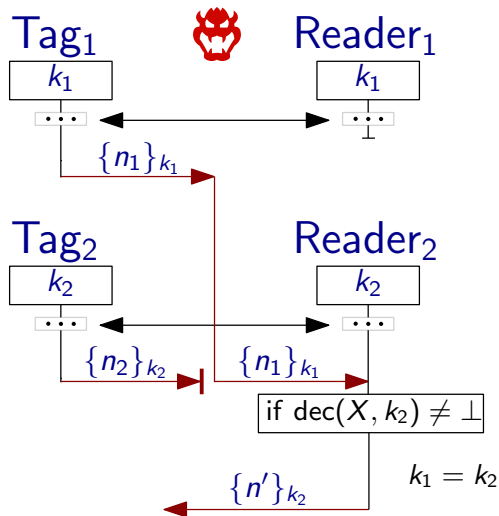 Tag₁ Reader₁
k₁ k₁
... ...
{n₁}ₖ₁
Tag₂ Reader₂
k₂ k₂
... ...
{n₂}ₖ₂ {n₁}ₖ₁
if dec(X, k₂) ≠ ⊥
k₁ = k₂
{n′}ₖ₂